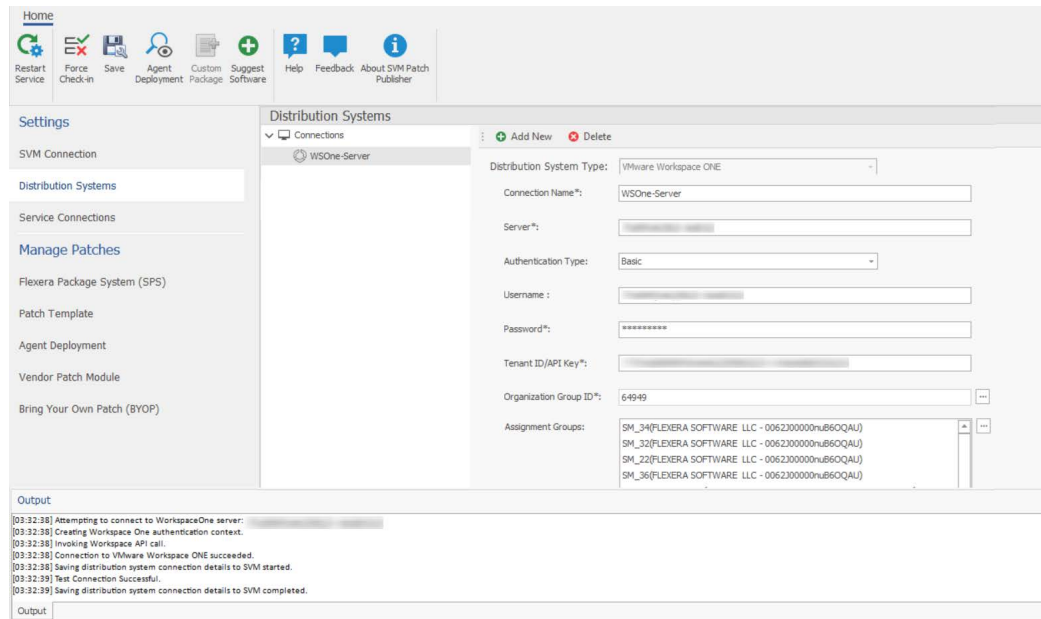 Home
Restart Service
Force Check-in
Save
Agent Deployment
Custom Package
Suggest Software
Help
Feedback
About SVM Patch Publisher
Settings
SVM Connection
Distribution Systems
Service Connections
Manage Patches
Flexera Package System (SPS)
Patch Template
Agent Deployment
Vendor Patch Module
Bring Your Own Patch (BYOP)
Distribution Systems
Connections
WSOne-Server
Add New
Delete
Distribution System Type: VMware Workspace ONE
Connection Name*: WSOne-Server
Server*:
Authentication Type: Basic
Username :
Password*: *********
Tenant ID/API Key*:
Organization Group ID*: 64949 ...
Assignment Groups: ...
SM_34(FLEXERA SOFTWARE LLC - 0062J00000nuB6OQAU)
SM_32(FLEXERA SOFTWARE LLC - 0062J00000nuB6OQAU)
SM_22(FLEXERA SOFTWARE LLC - 0062J00000nuB6OQAU)
SM_36(FLEXERA SOFTWARE LLC - 0062J00000nuB6OQAU)
Output
[03:32:38] Attempting to connect to WorkspaceOne server:
[03:32:38] Creating Workspace One authentication context.
[03:32:38] Invoking Workspace API call.
[03:32:38] Connection to VMware Workspace ONE succeeded.
[03:32:38] Saving distribution system connection details to SVM started.
[03:32:39] Test Connection Successful.
[03:32:39] Saving distribution system connection details to SVM completed.
Output